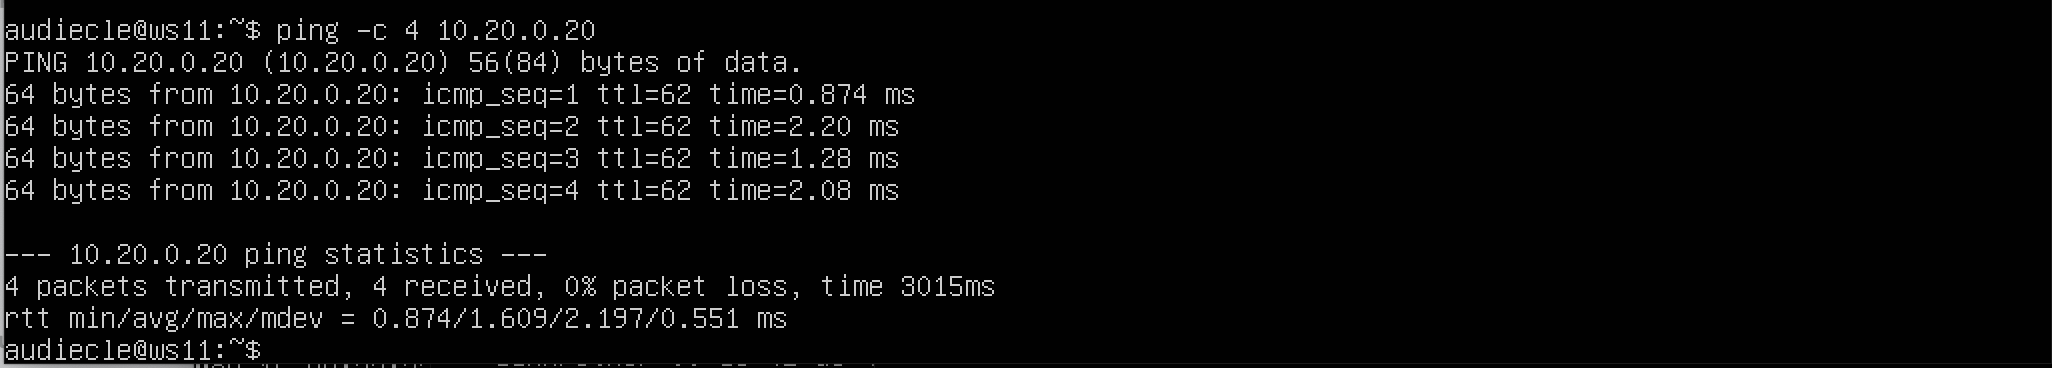 audiecle@ws11:~$ ping -c 4 10.20.0.20
PING 10.20.0.20 (10.20.0.20) 56(84) bytes of data.
64 bytes from 10.20.0.20: icmp_seq=1 ttl=62 time=0.874 ms
64 bytes from 10.20.0.20: icmp_seq=2 ttl=62 time=2.20 ms
64 bytes from 10.20.0.20: icmp_seq=3 ttl=62 time=1.28 ms
64 bytes from 10.20.0.20: icmp_seq=4 ttl=62 time=2.08 ms
--- 10.20.0.20 ping statistics ---
4 packets transmitted, 4 received, 0% packet loss, time 3015ms
rtt min/avg/max/mdev = 0.874/1.609/2.197/0.551 ms
audiecle@ws11:~$